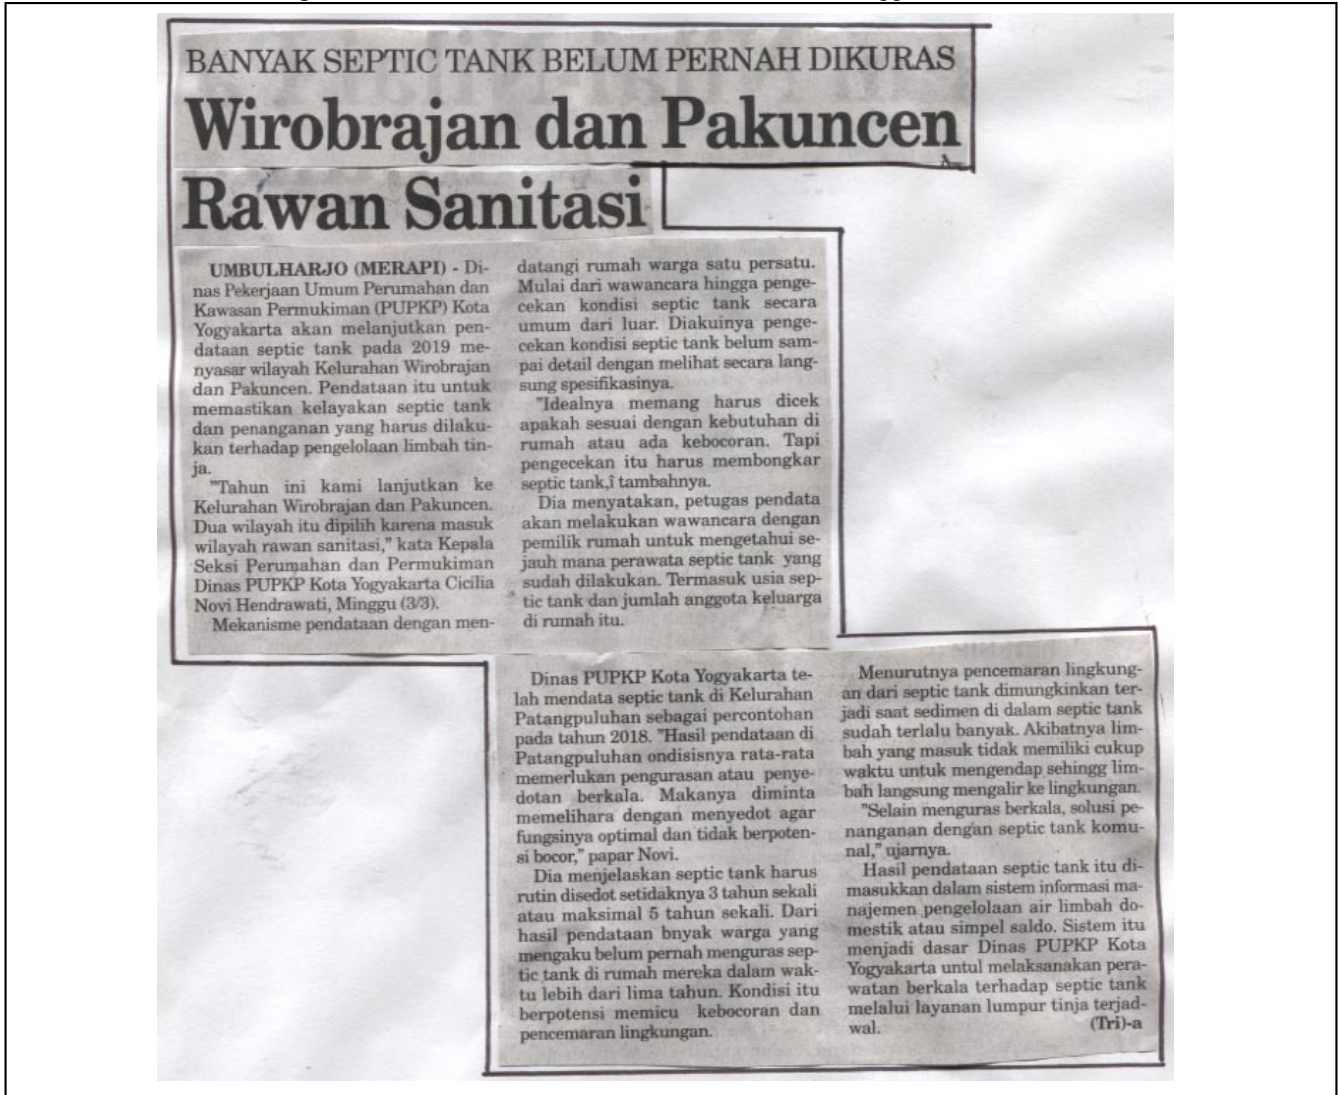 BANYAK SEPTIC TANK BELUM PERNAH DIKURAS
Wirobrajan dan Pakuncen
Rawan Sanitasi
UMBULHARJO (MERAPI) - Di-
nas Pekerjaan Umum Perumahan dan
Kawasan Permukiman (PUPKP) Kota
Yogyakarta akan melanjutkan pen-
dataan septic tank pada 2019 me-
nyasar wilayah Kelurahan Wirobrajan
dan Pakuncen. Pendataan itu untuk
memastikan kelayakan septic tank
dan penanganan yang harus dilaku-
kan terhadap pengelolaan limbah tin-
ja.
"Tahun ini kami lanjutkan ke
Kelurahan Wirobrajan dan Pakuncen.
Dua wilayah itu dipilih karena masuk
wilayah rawan sanitasi," kata Kepala
Seksi Perumahan dan Permukiman
Dinas PUPKP Kota Yogyakarta Cicilia
Novi Hendrawati, Minggu (3/3).
Mekanisme pendataan dengan men-
datangi rumah warga satu persatu.
Mulai dari wawancara hingga penge-
cekan kondisi septic tank secara
umum dari luar. Diakuinya penge-
cekan kondisi septic tank belum sam-
pai detail dengan melihat secara lang-
sung spesifikasinya.
"Idealnya memang harus dicek
apakah sesuai dengan kebutuhan di
rumah atau ada kebocoran. Tapi
pengecekan itu harus membongkar
septic tank,î tambahnya.
Dia menyatakan, petugas pendata
akan melakukan wawancara dengan
pemilik rumah untuk mengetahui se-
jauh mana perawata septic tank yang
sudah dilakukan. Termasuk usia sep-
tic tank dan jumlah anggota keluarga
di rumah itu.
Dinas PUPKP Kota Yogyakarta te-
lah mendata septic tank di Kelurahan
Patangpuluhan sebagai percontohan
pada tahun 2018. "Hasil pendataan di
Patangpuluhan ondisisnya rata-rata
memerlukan pengurasan atau penye-
dotan berkala. Makanya diminta
memelihara dengan menyedot agar
fungsinya optimal dan tidak berpoten-
si bocor," papar Novi.
Dia menjelaskan septic tank harus
rutin disedot setidaknya 3 tahun sekali
atau maksimal 5 tahun sekali. Dari
hasil pendataan bnyak warga yang
mengaku belum pernah menguras sep-
tic tank di rumah mereka dalam wak-
tu lebih dari lima tahun. Kondisi itu
berpotensi memicu kebocoran dan
pencemaran lingkungan.
Menurutnya pencemaran lingkung-
an dari septic tank dimungkinkan ter-
jadi saat sedimen di dalam septic tank
sudah terlalu banyak. Akibatnya lim-
bah yang masuk tidak memiliki cukup
waktu untuk mengendap sehingg lim-
bah langsung mengalir ke lingkungan.
"Selain menguras berkala, solusi pe-
nanganan dengan septic tank komu-
nal," ujarnya.
Hasil pendataan septic tank itu di-
masukkan dalam sistem informasi ma-
najemen pengelolaan air limbah do-
mestik atau simpel saldo. Sistem itu
menjadi dasar Dinas PUPKP Kota
Yogyakarta untul melaksanakan pera-
watan berkala terhadap septic tank
melalui layanan lumpur tinja terjad-
wal. (Tri)-a